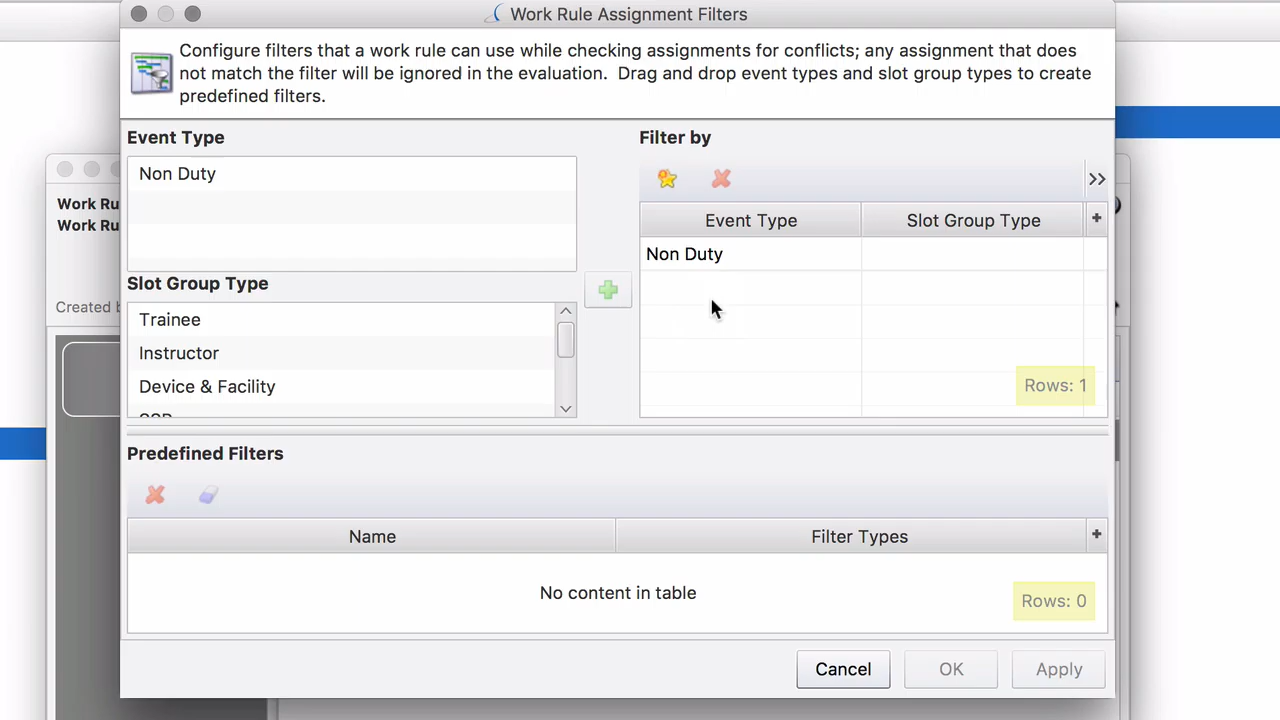 Work Rule Assignment Filters
Configure filters that a work rule can use while checking assignments for conflicts; any assignment that does
not match the filter will be ignored in the evaluation. Drag and drop event types and slot group types to create
predefined filters.
Event Type
Filter by
Non Duty
Work Ru
Work Ru
Event Type
Slot Group Type
Non Duty
Slot Group Type
Created b
Trainee
Instructor
Device & Facility
Rows: 1
Predefined Filters
Name
Filter Types
No content in table
Rows: 0
Cancel
OK
Apply